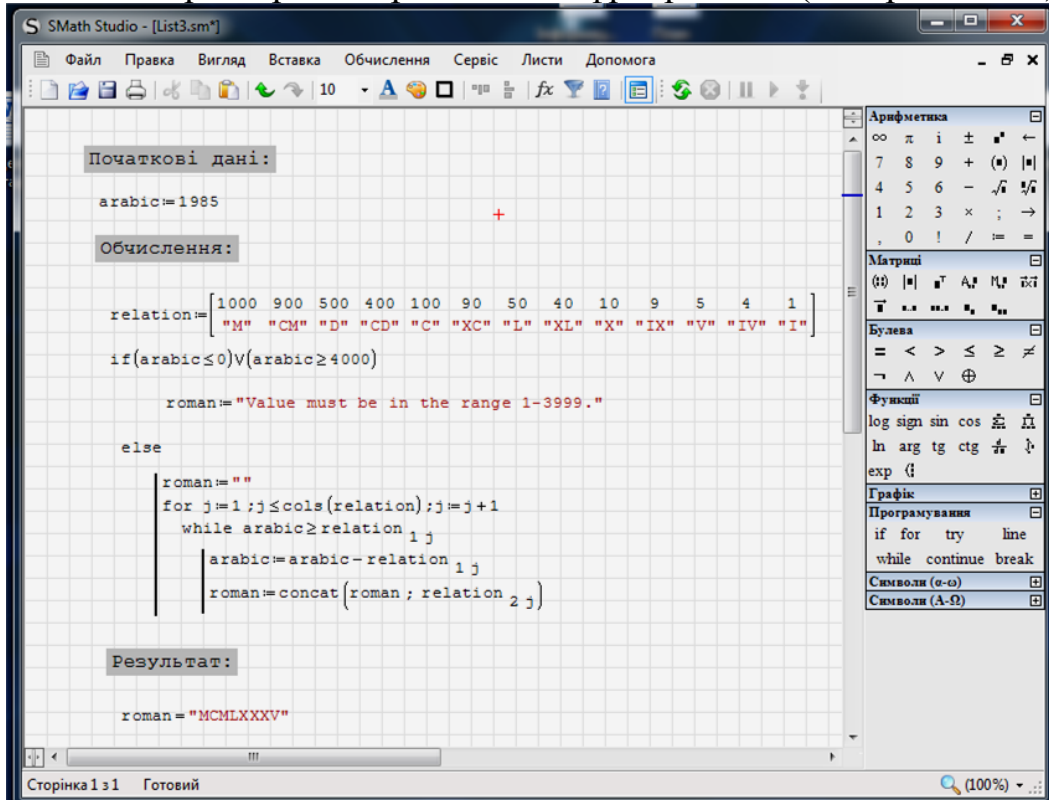 SMath Studio - [List3.sm*]
Файл Правка Вигляд Вставка Обчислення Сервіс Листи Допомога
10
Початкові дані:
arabic:=1985
Обчислення:
relation:=[1000 900 500 400 100 90 50 40 10 9 5 4 1
"M" "CM" "D" "CD" "C" "XC" "L" "XL" "X" "IX" "V" "IV" "I"]
if(arabic≤0)∨(arabic≥4000)
roman:="Value must be in the range 1-3999."
else
roman:=""
for j:=1;j≤cols(relation);j:=j+1
while arabic≥relation 1 j
arabic:=arabic-relation 1 j
roman:=concat(roman ; relation 2 j)
Результат:
roman="MCMLXXXV"
Арифметика
∞ π i ± ←
7 8 9 +
4 5 6 −
1 2 3 × ; →
, 0 ! / := =
Матриці
Булева
= < > ≤ ≥ ≠
¬ ∧ ∨ ⊕
Функції
log sign sin cos
ln arg tg ctg
exp
Графік
Програмування
if for try line
while continue break
Символи (α-ω)
Символи (Α-Ω)
Сторінка 1 з 1 Готовий (100%)